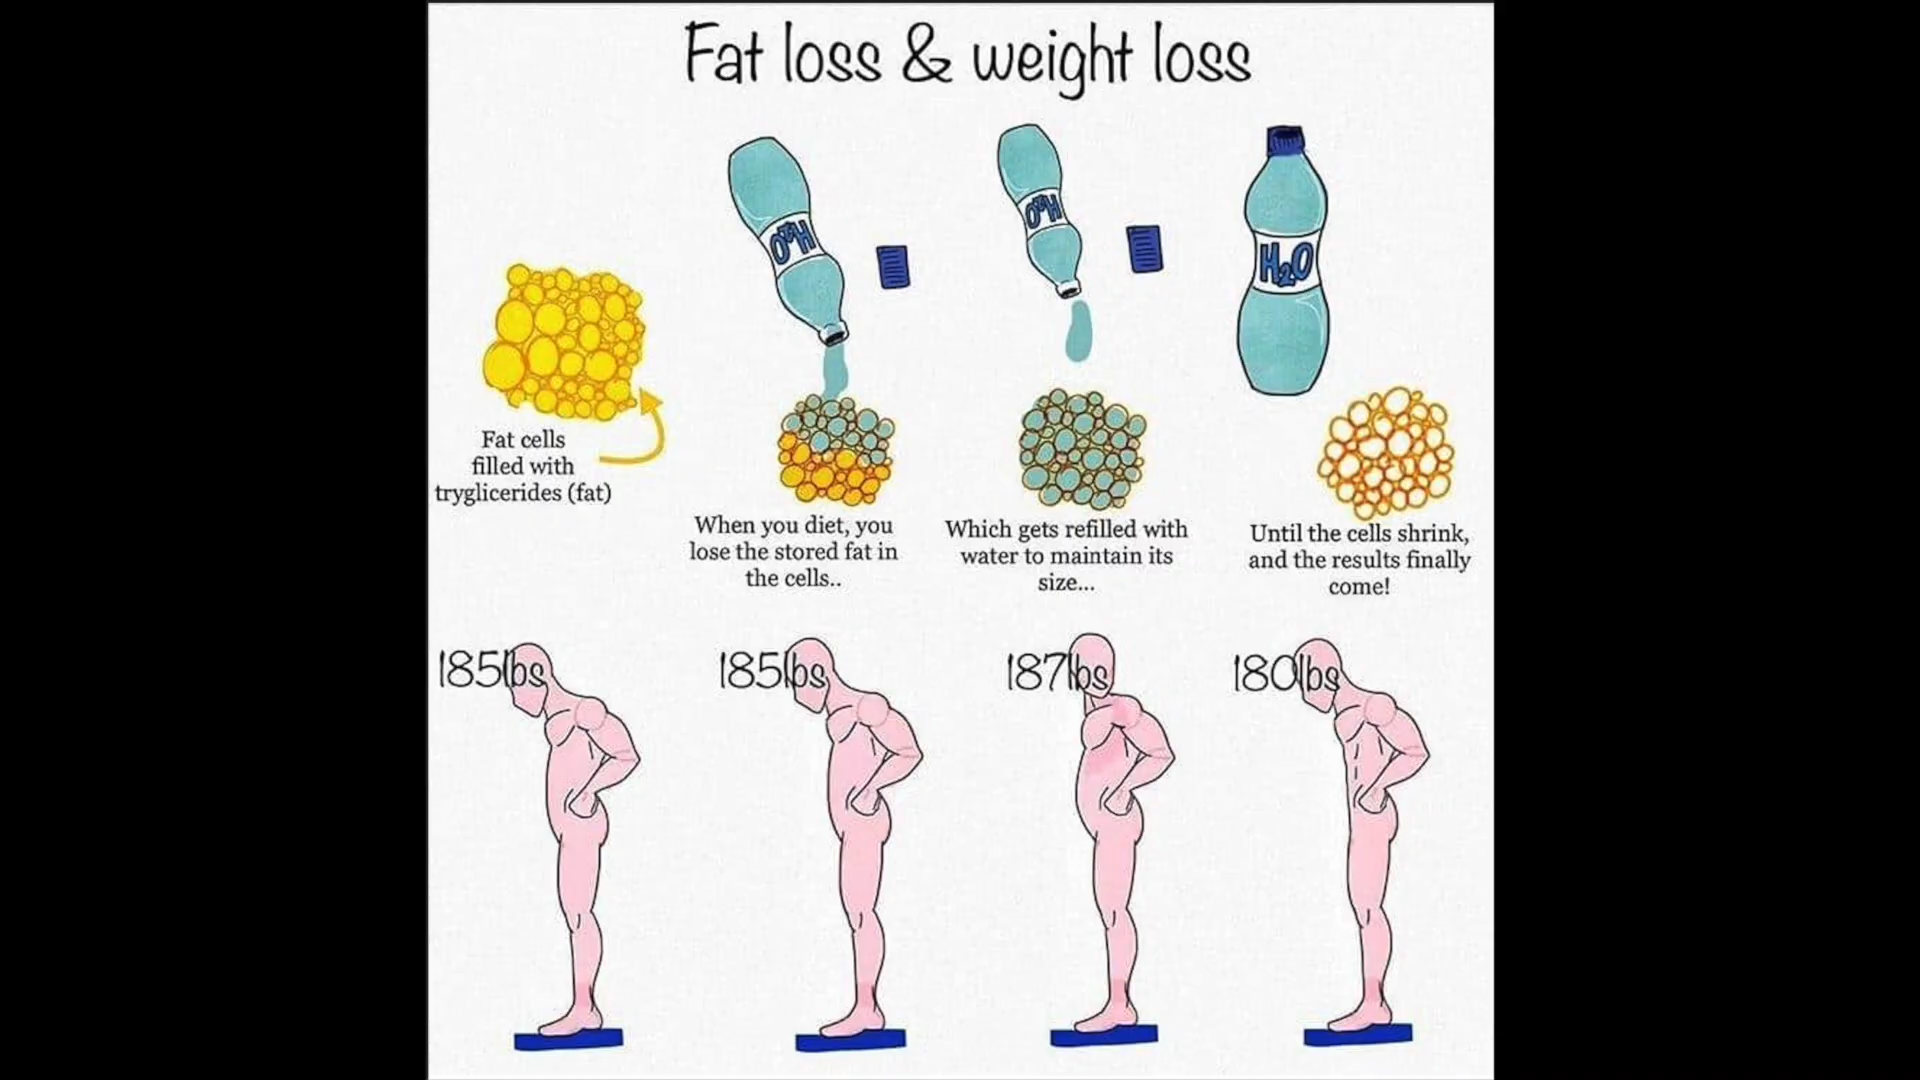 Fat loss & weight loss
H₂O
H₂O
H₂O
Fat cells
filled with
tryglicerides (fat)
When you diet, you
lose the stored fat in
the cells..
Which gets refilled with
water to maintain its
size...
Until the cells shrink,
and the results finally
come!
185lbs
185lbs
187lbs
180lbs